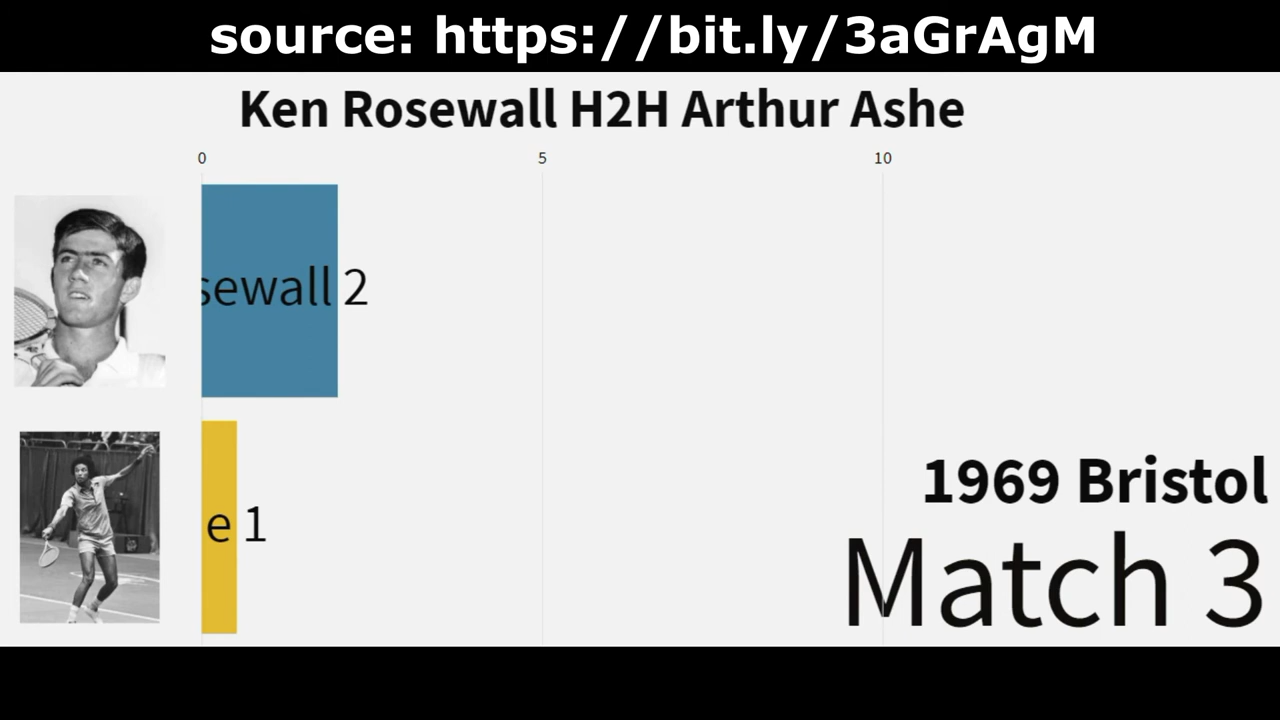 source: https://bit.ly/3aGrAgM
Ken Rosewall H2H Arthur Ashe
0 5 10
sewall 2
e 1
1969 Bristol
Match 3